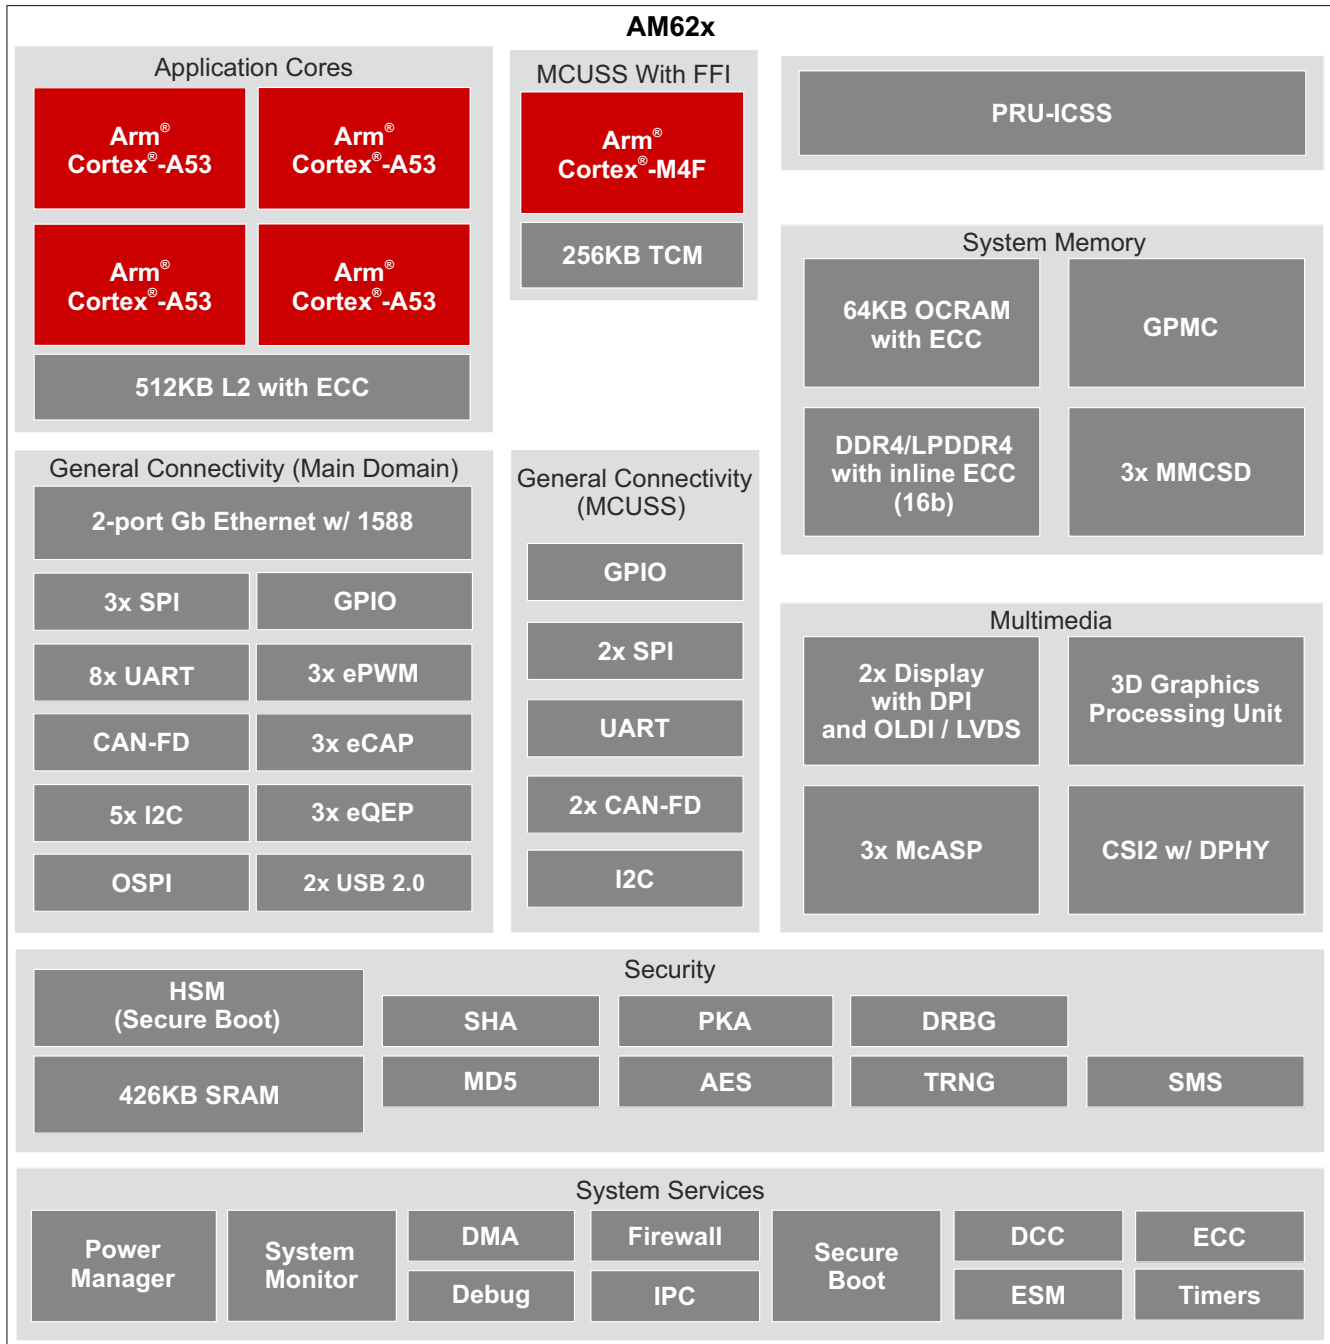 AM62x
Application Cores
Arm®
Cortex®-A53
Arm®
Cortex®-A53
Arm®
Cortex®-A53
Arm®
Cortex®-A53
512KB L2 with ECC
MCUSS With FFI
Arm®
Cortex®-M4F
256KB TCM
PRU-ICSS
System Memory
64KB OCRAM
with ECC
GPMC
DDR4/LPDDR4
with inline ECC
(16b)
3x MMCSD
General Connectivity (Main Domain)
2-port Gb Ethernet w/ 1588
3x SPI
GPIO
8x UART
3x ePWM
CAN-FD
3x eCAP
5x I2C
3x eQEP
OSPI
2x USB 2.0
General Connectivity
(MCUSS)
GPIO
2x SPI
UART
2x CAN-FD
I2C
Multimedia
2x Display
with DPI
and OLDI / LVDS
3D Graphics
Processing Unit
3x McASP
CSI2 w/ DPHY
Security
HSM
(Secure Boot)
SHA
PKA
DRBG
426KB SRAM
MD5
AES
TRNG
SMS
System Services
Power
Manager
System
Monitor
DMA
Debug
Firewall
IPC
Secure
Boot
DCC
ESM
ECC
Timers